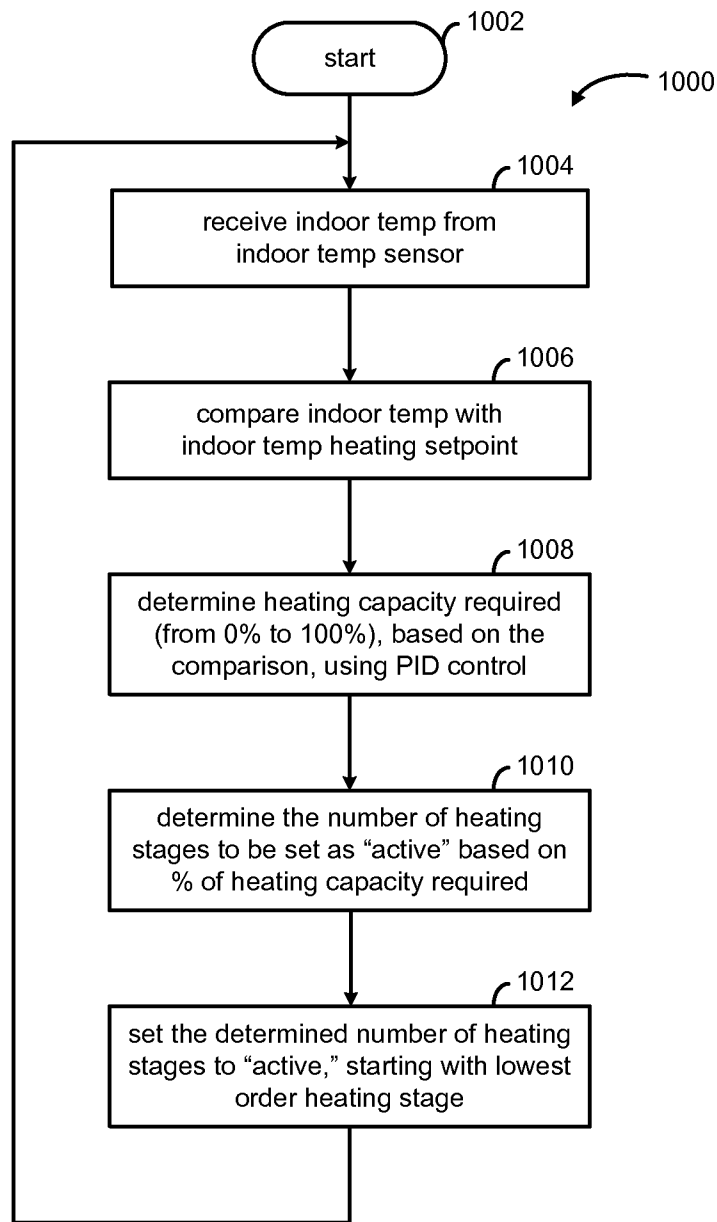 1002
start
1000
1004
receive indoor temp from
indoor temp sensor
1006
compare indoor temp with
indoor temp heating setpoint
1008
determine heating capacity required
(from 0% to 100%), based on the
comparison, using PID control
1010
determine the number of heating
stages to be set as “active” based on
% of heating capacity required
1012
set the determined number of heating
stages to “active,” starting with lowest
order heating stage